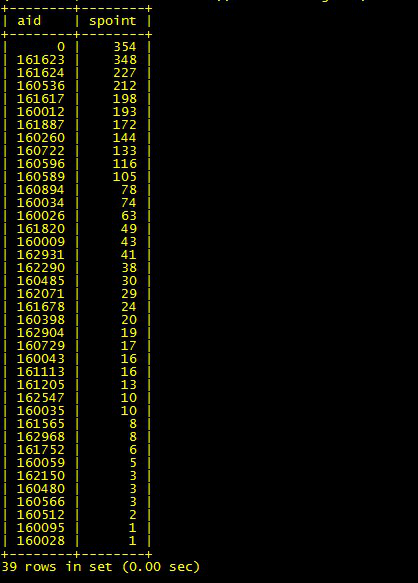 +--------+--------+
| aid    | spoint |
+--------+--------+
|      0 |    354 |
| 161623 |    348 |
| 161624 |    227 |
| 160536 |    212 |
| 161617 |    198 |
| 160012 |    193 |
| 161887 |    172 |
| 160260 |    144 |
| 160722 |    133 |
| 160596 |    116 |
| 160589 |    105 |
| 160894 |     78 |
| 160034 |     74 |
| 160026 |     63 |
| 161820 |     49 |
| 160009 |     43 |
| 162931 |     41 |
| 162290 |     38 |
| 160485 |     30 |
| 162071 |     29 |
| 161678 |     24 |
| 160398 |     20 |
| 162904 |     19 |
| 160729 |     17 |
| 160043 |     16 |
| 161113 |     16 |
| 161205 |     13 |
| 162547 |     10 |
| 160035 |     10 |
| 161565 |      8 |
| 162968 |      8 |
| 161752 |      6 |
| 160059 |      5 |
| 162150 |      3 |
| 160480 |      3 |
| 160566 |      3 |
| 160512 |      2 |
| 160095 |      1 |
| 160028 |      1 |
+--------+--------+
39 rows in set (0.00 sec)